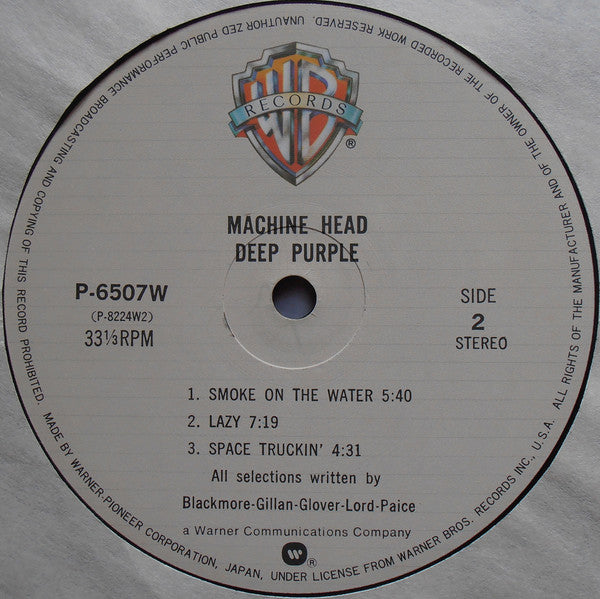 WB
RECORDS
®
MACHINE HEAD
DEEP PURPLE
P-6507W
(P-8224W2)
33⅓RPM
SIDE
2
STEREO
1. SMOKE ON THE WATER 5:40
2. LAZY 7:19
3. SPACE TRUCKIN' 4:31
All selections written by
Blackmore-Gillan-Glover-Lord-Paice
a Warner Communications Company
®
ALL RIGHTS OF THE MANUFACTURER AND OF THE OWNER OF THE RECORDED WORK RESERVED. UNAUTHOR ZED PUBLIC PERFORMANCE BROADCASTING AND COPYING OF THIS RECORD PROHIBITED. MADE BY WARNER-PIONEER CORPORATION, JAPAN, UNDER LICENSE FROM WARNER BROS. RECORDS INC., U.S.A.